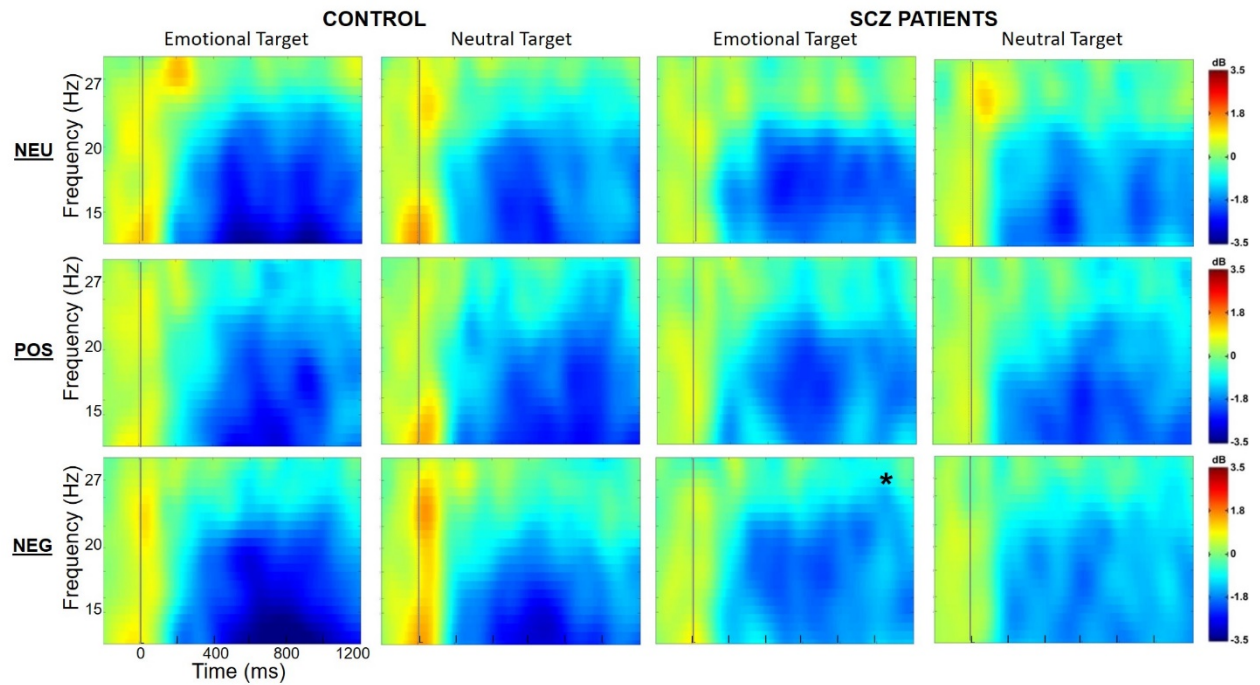 CONTROL SCZ PATIENTS
Emotional Target Neutral Target Emotional Target Neutral Target
NEU
Frequency (Hz)
27
20
15
dB
3.5
1.8
0
-1.8
-3.5
POS
Frequency (Hz)
27
20
15
dB
3.5
1.8
0
-1.8
-3.5
NEG
Frequency (Hz)
27
20
15
*
dB
3.5
1.8
0
-1.8
-3.5
0 400 800 1200
Time (ms)